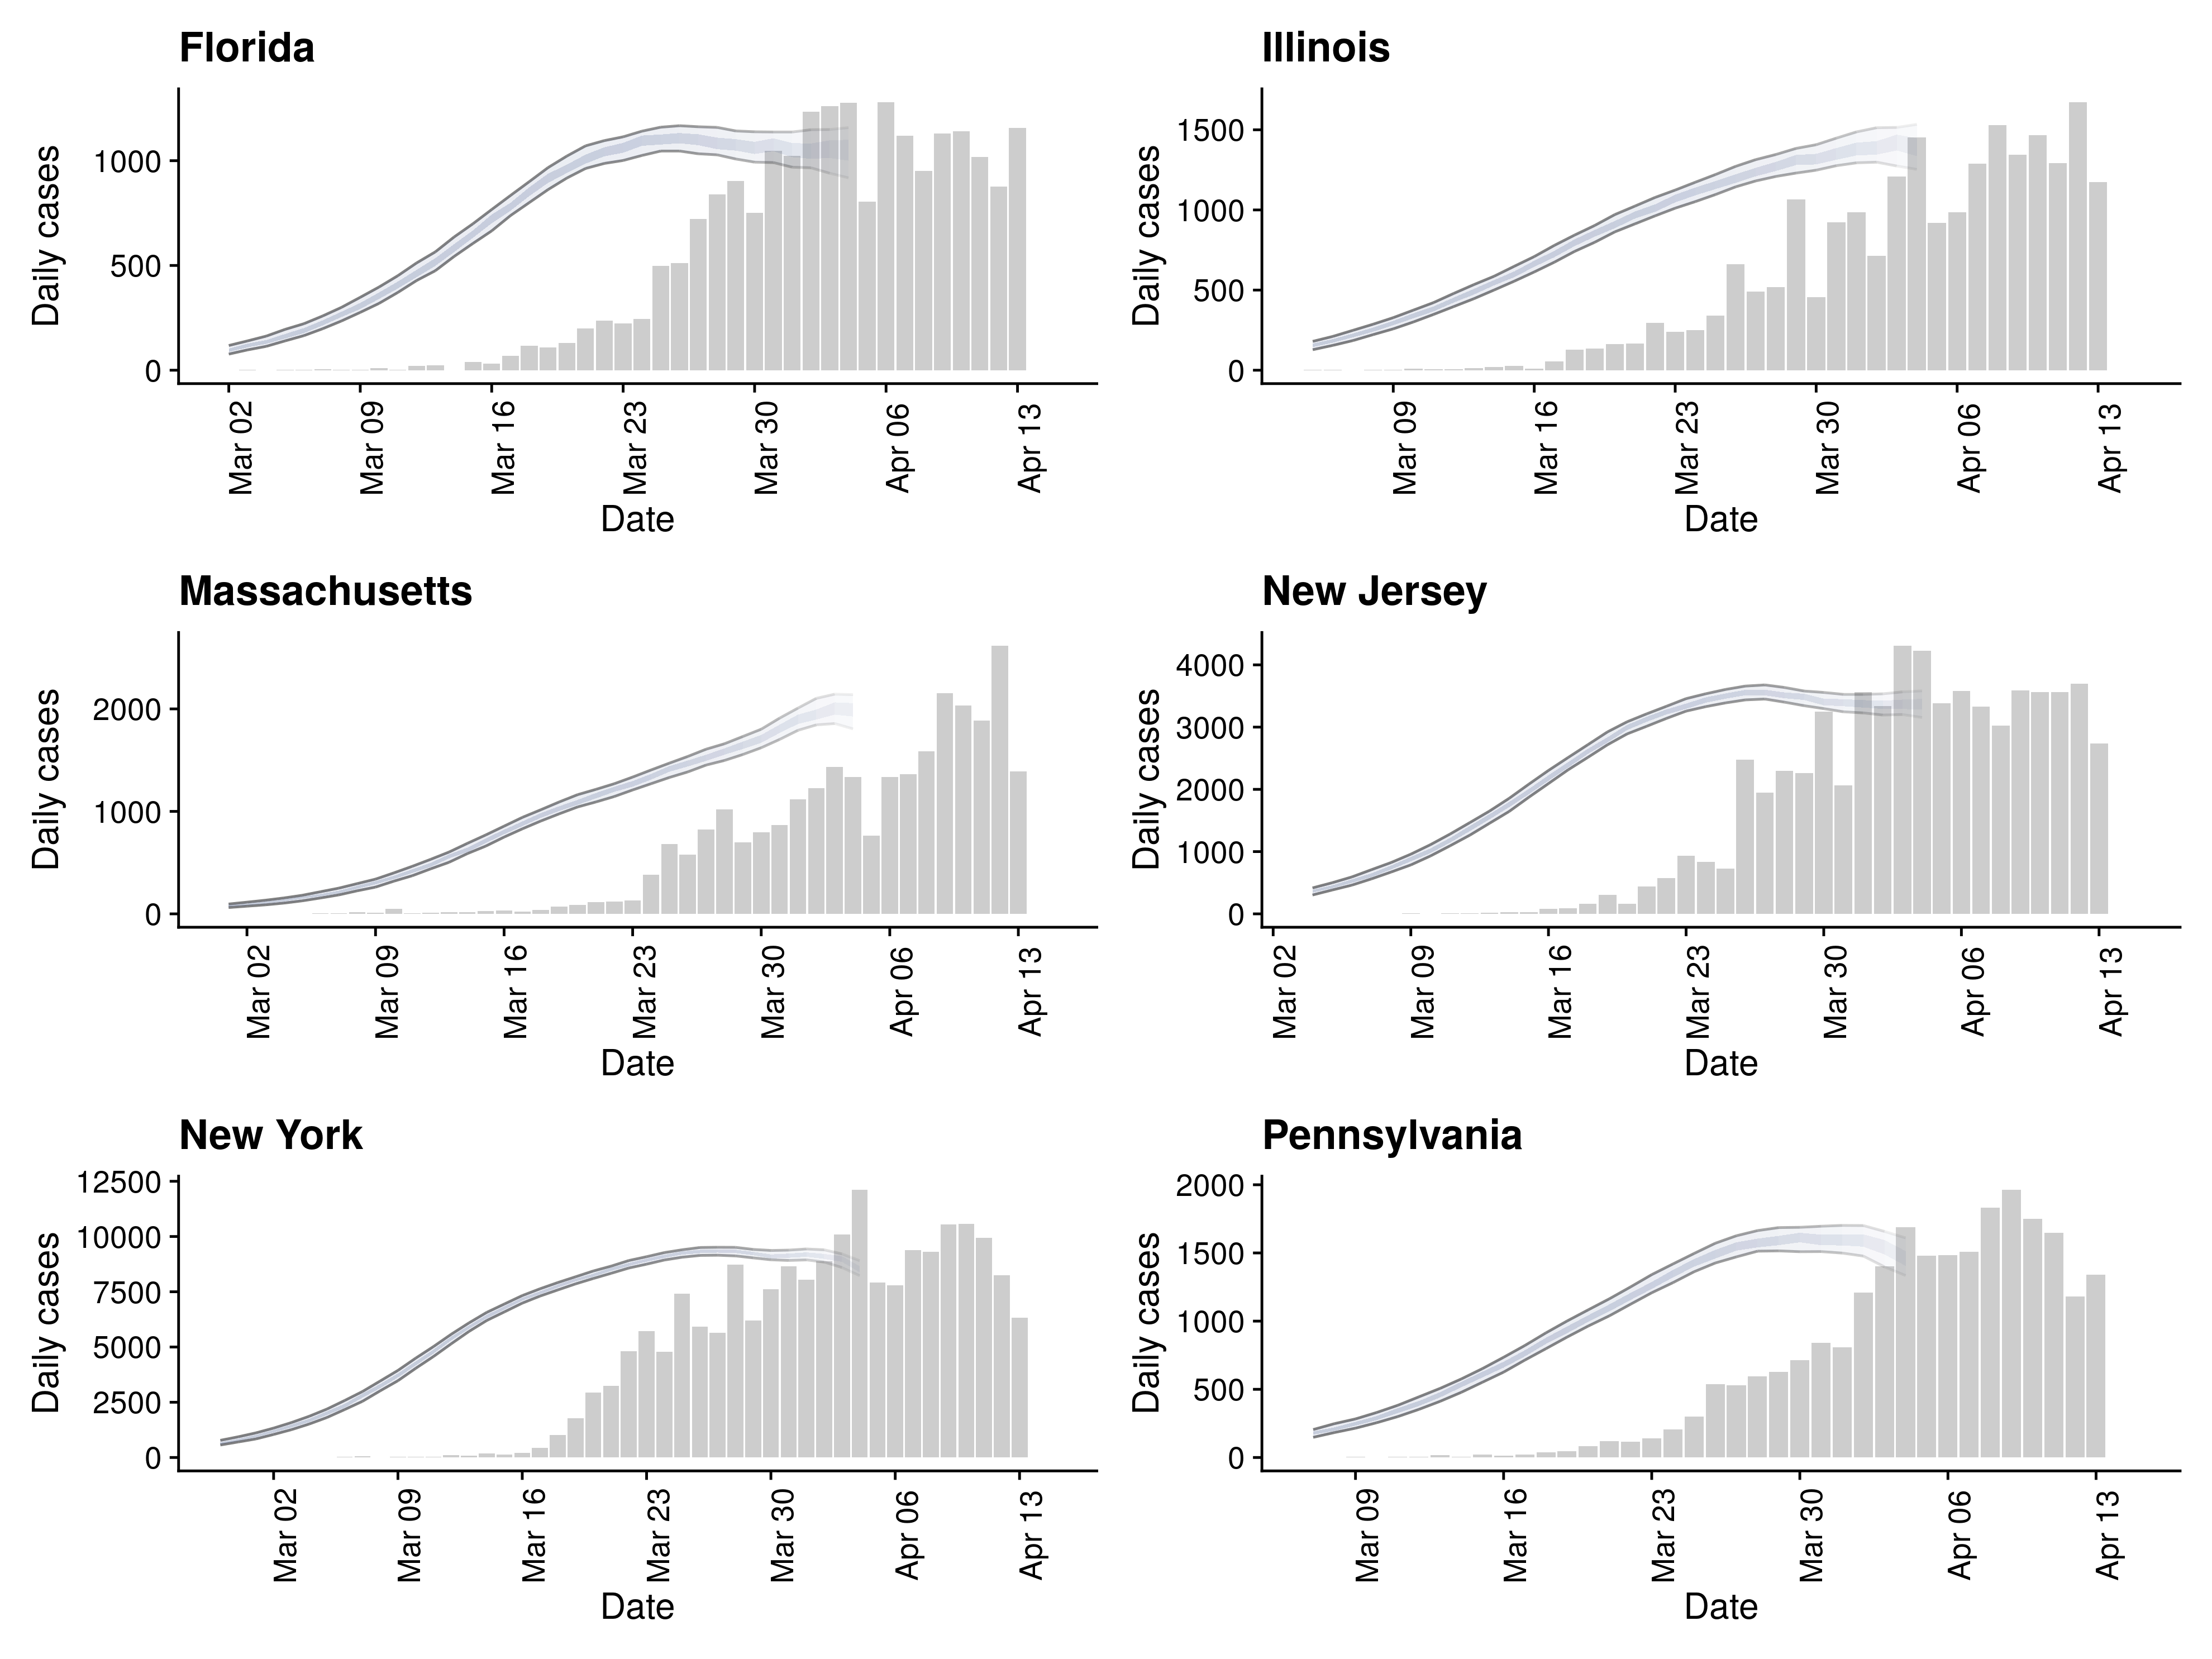 Florida
Daily cases
1000
500
0
Mar 02
Mar 09
Mar 16
Mar 23
Mar 30
Apr 06
Apr 13
Date
Illinois
Daily cases
1500
1000
500
0
Mar 09
Mar 16
Mar 23
Mar 30
Apr 06
Apr 13
Date
Massachusetts
Daily cases
2000
1000
0
Mar 02
Mar 09
Mar 16
Mar 23
Mar 30
Apr 06
Apr 13
Date
New Jersey
Daily cases
4000
3000
2000
1000
0
Mar 02
Mar 09
Mar 16
Mar 23
Mar 30
Apr 06
Apr 13
Date
New York
Daily cases
12500
10000
7500
5000
2500
0
Mar 02
Mar 09
Mar 16
Mar 23
Mar 30
Apr 06
Apr 13
Date
Pennsylvania
Daily cases
2000
1500
1000
500
0
Mar 09
Mar 16
Mar 23
Mar 30
Apr 06
Apr 13
Date